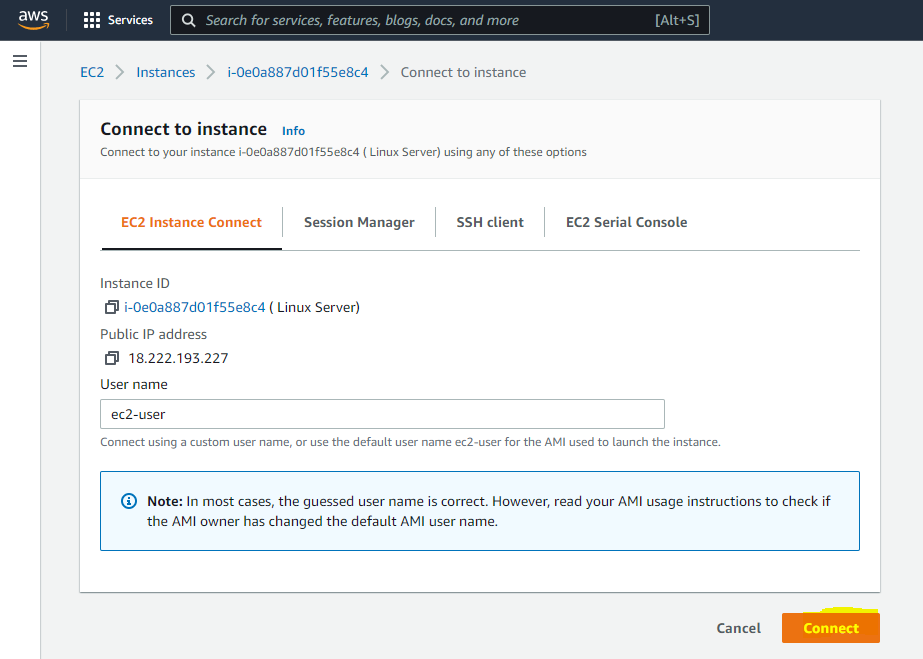 aws
Services
Search for services, features, blogs, docs, and more
[Alt+S]
EC2
Instances
i-0e0a887d01f55e8c4
Connect to instance
Connect to instance Info
Connect to your instance i-0e0a887d01f55e8c4 ( Linux Server) using any of these options
EC2 Instance Connect
Session Manager
SSH client
EC2 Serial Console
Instance ID
i-0e0a887d01f55e8c4 ( Linux Server)
Public IP address
18.222.193.227
User name
ec2-user
Connect using a custom user name, or use the default user name ec2-user for the AMI used to launch the instance.
Note: In most cases, the guessed user name is correct. However, read your AMI usage instructions to check if
the AMI owner has changed the default AMI user name.
Cancel
Connect